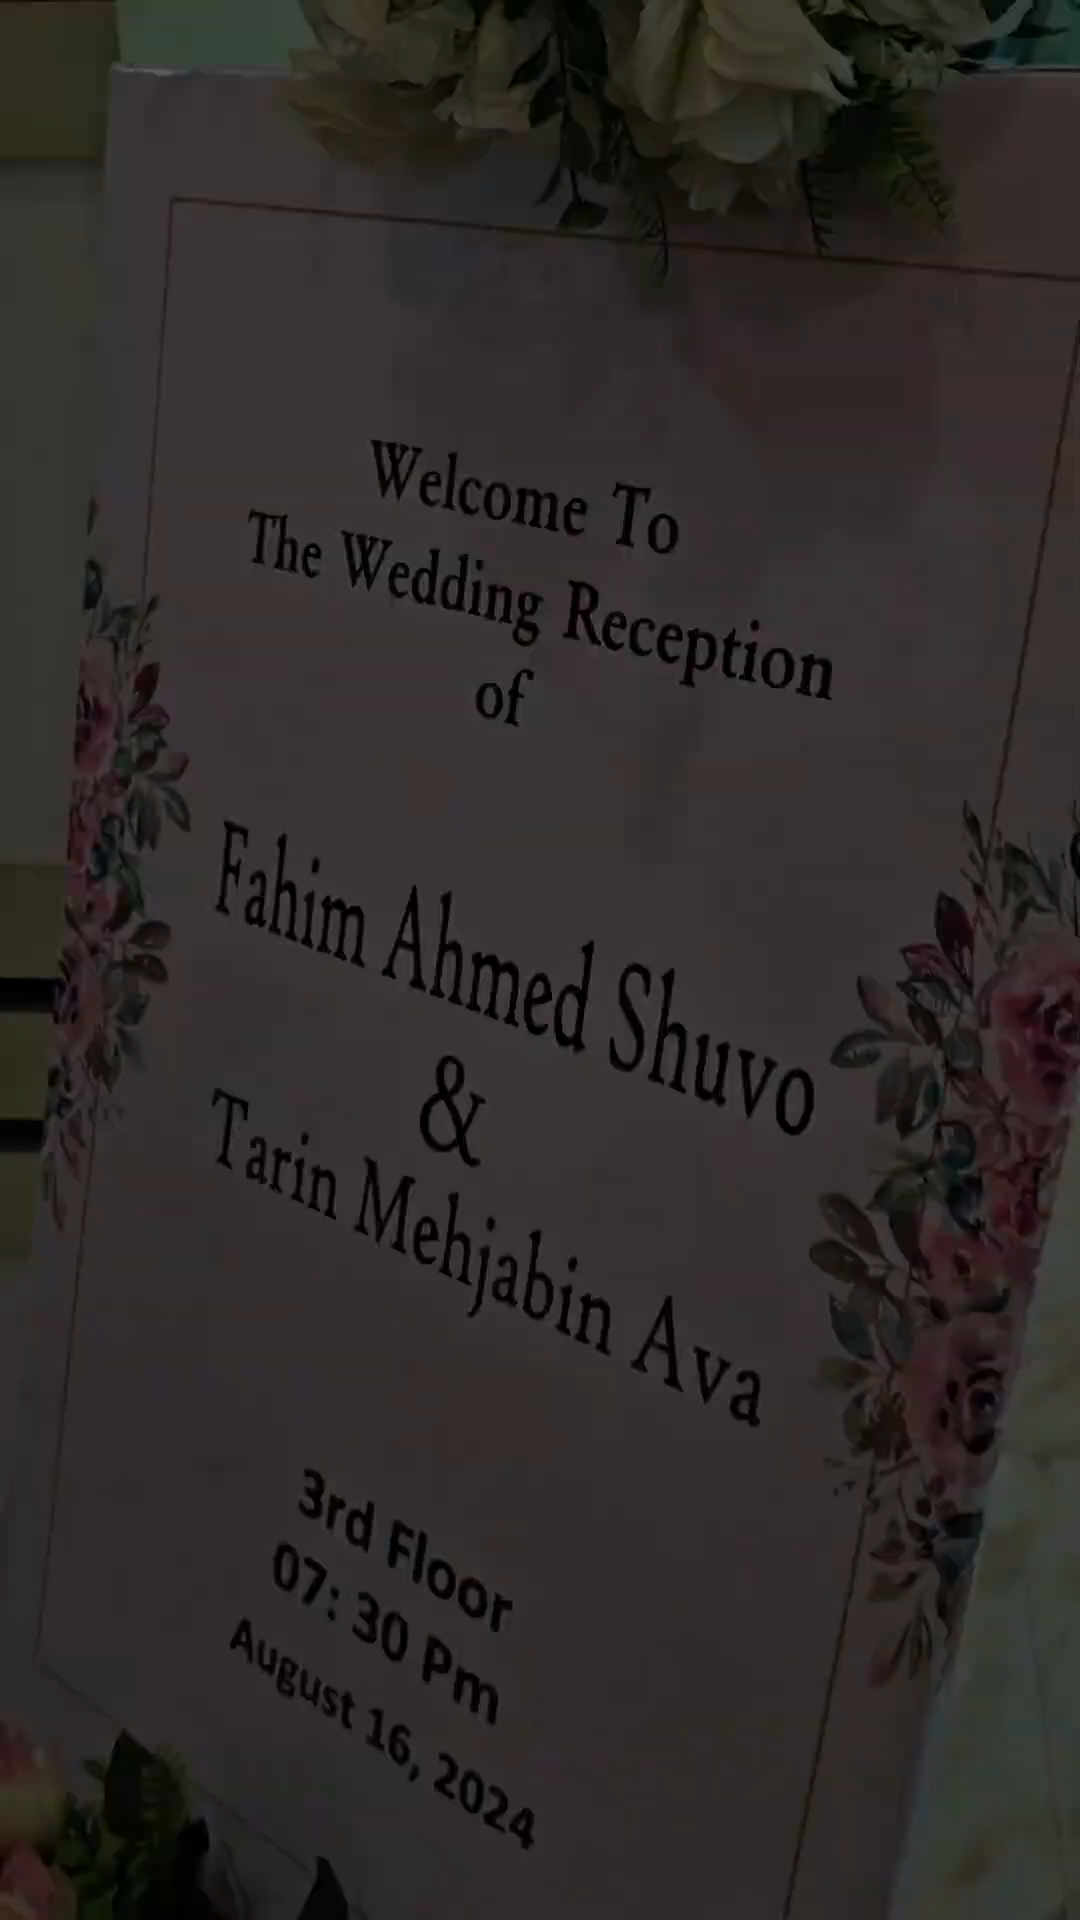 Welcome To
The Wedding Reception
of
Fahim Ahmed Shuvo
&
Tarin Mehjabin Ava
3rd Floor
07: 30 Pm
August 16, 2024